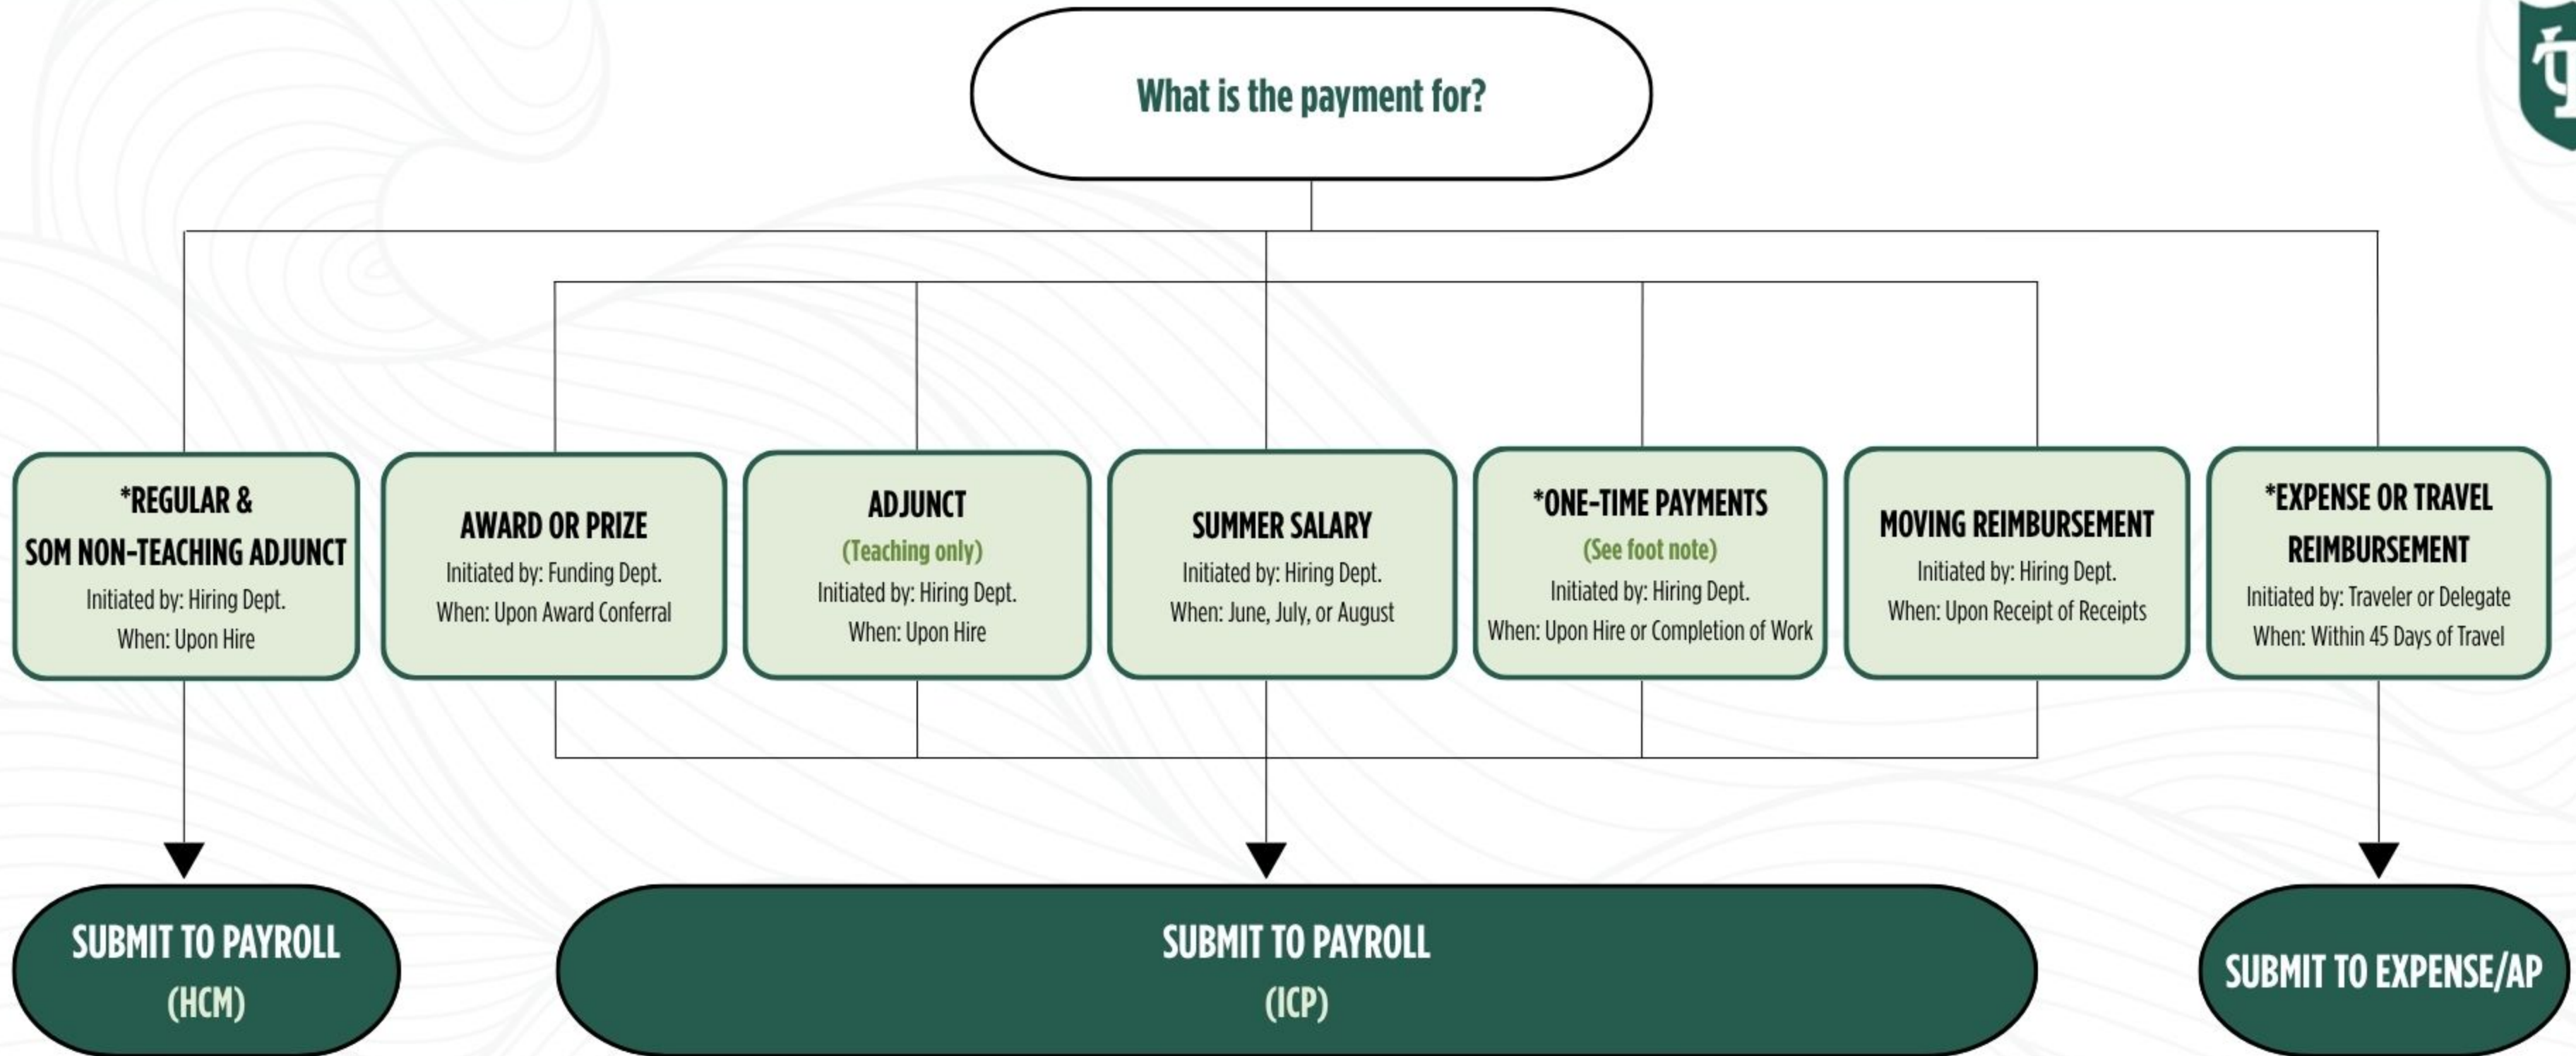 What is the payment for?
*REGULAR &
SOM NON-TEACHING ADJUNCT
Initiated by: Hiring Dept.
When: Upon Hire
AWARD OR PRIZE
Initiated by: Funding Dept.
When: Upon Award Conferral
ADJUNCT
(Teaching only)
Initiated by: Hiring Dept.
When: Upon Hire
SUMMER SALARY
Initiated by: Hiring Dept.
When: June, July, or August
*ONE-TIME PAYMENTS
(See foot note)
Initiated by: Hiring Dept.
When: Upon Hire or Completion of Work
MOVING REIMBURSEMENT
Initiated by: Hiring Dept.
When: Upon Receipt of Receipts
*EXPENSE OR TRAVEL
REIMBURSEMENT
Initiated by: Traveler or Delegate
When: Within 45 Days of Travel
SUBMIT TO PAYROLL
(HCM)
SUBMIT TO PAYROLL
(ICP)
SUBMIT TO EXPENSE/AP